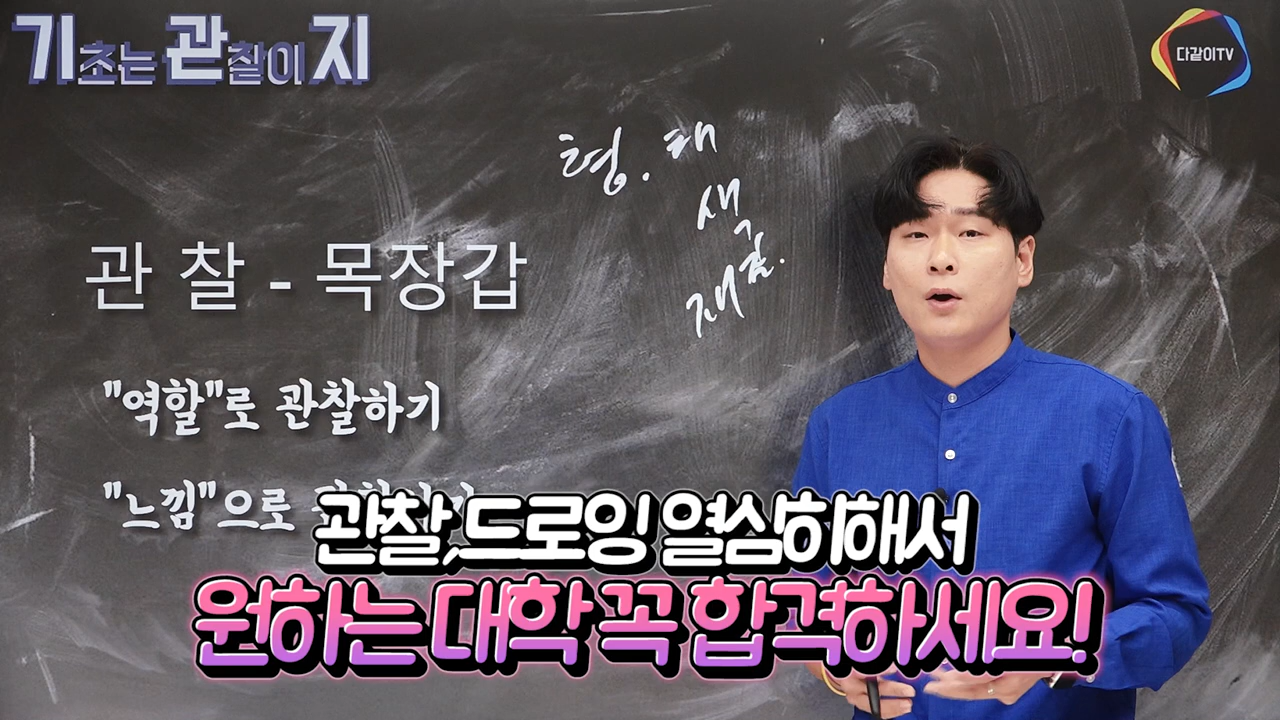 기초는 관찰이지
다같이TV
형.태
색
재질.
관 찰 - 목장갑
"역할"로 관찰하기
"느낌"으로
관찰,드로잉 열심히해서
원하는 대학 꼭 합격하세요!